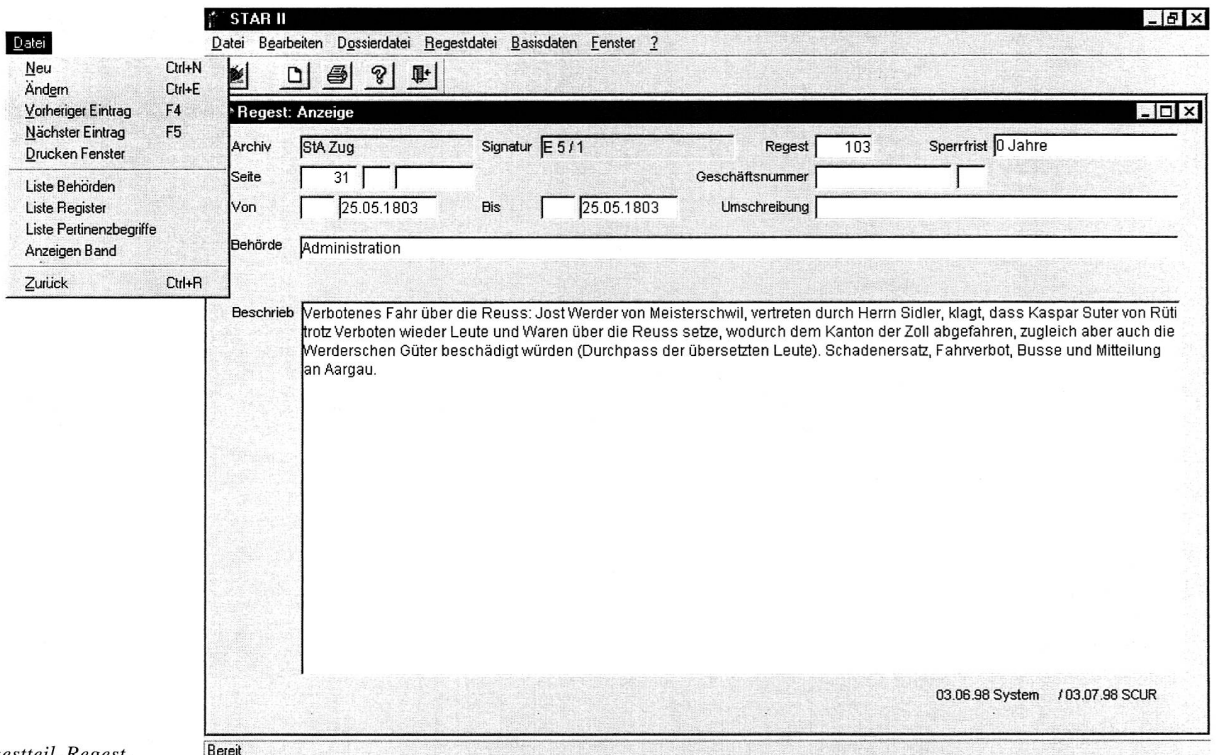 STAR II
Datei Bearbeiten Dossierdatei Regestdatei Basisdaten Fenster ?
Datei
Neu Ctrl+N
Ändern Ctrl+E
Vorheriger Eintrag F4
Nächster Eintrag F5
Drucken Fenster
Liste Behörden
Liste Register
Liste Pertinenzbegriffe
Anzeigen Band
Zurück Ctrl+R
Regest: Anzeige
Archiv StA Zug Signatur E 5 / 1 Regest 103 Sperrfrist 0 Jahre
Seite 31 Geschäftsnummer
Von 25.05.1803 Bis 25.05.1803 Umschreibung
Behörde Administration
Beschrieb Verbotenes Fahr über die Reuss: Jost Werder von Meisterschwil, vertreten durch Herrn Sidler, klagt, dass Kaspar Suter von Rüti
trotz Verboten wieder Leute und Waren über die Reuss setze, wodurch dem Kanton der Zoll abgefahren, zugleich aber auch die
Werderschen Güter beschädigt würden (Durchpass der übersetzten Leute). Schadenersatz, Fahrverbot, Busse und Mitteilung
an Aargau.
03.06.98 System / 03.07.98 SCUR
Bereit
Regest